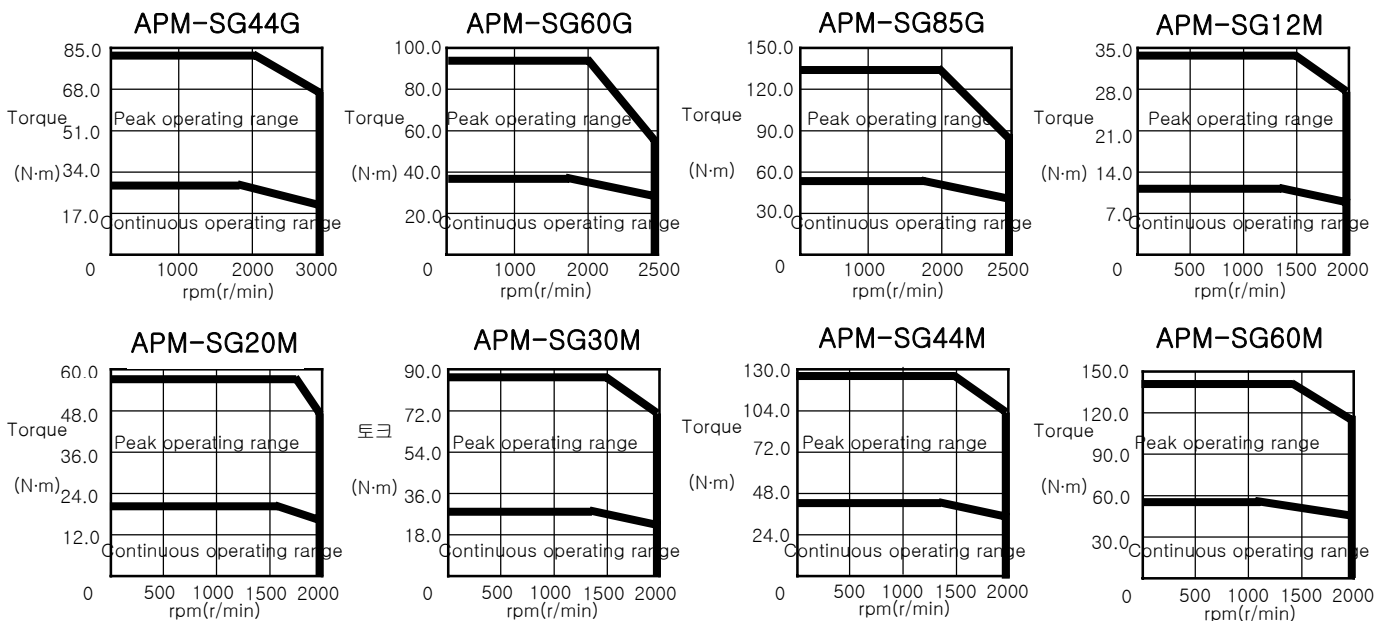 APM-SG44G
85.0
68.0
Torque
Peak operating range
51.0
(N·m)
34.0
17.0
Continuous operating range
0
1000
2000
3000
rpm(r/min)
APM-SG60G
100.0
80.0
Torque
Peak operating range
60.0
(N·m)
40.0
20.0
Continuous operating range
0
1000
2000
2500
rpm(r/min)
APM-SG85G
150.0
120.0
Torque
Peak operating range
90.0
(N·m)
60.0
30.0
Continuous operating range
0
1000
2000
2500
rpm(r/min)
APM-SG12M
35.0
28.0
Torque
Peak operating range
21.0
(N·m)
14.0
7.0
Continuous operating range
0
500
1000
1500
2000
rpm(r/min)
APM-SG20M
60.0
48.0
Torque
Peak operating range
36.0
(N·m)
24.0
12.0
Continuous operating range
0
500
1000
1500
2000
rpm(r/min)
APM-SG30M
90.0
72.0
토크
Peak operating range
54.0
(N·m)
36.0
18.0
Continuous operating range
0
500
1000
1500
2000
rpm(r/min)
APM-SG44M
130.0
104.0
Torque
Peak operating range
72.0
(N·m)
48.0
24.0
Continuous operating range
0
500
1000
1500
2000
rpm(r/min)
APM-SG60M
150.0
120.0
Torque
Peak operating range
90.0
(N·m)
60.0
30.0
Continuous operating range
0
500
1000
1500
2000
rpm(r/min)